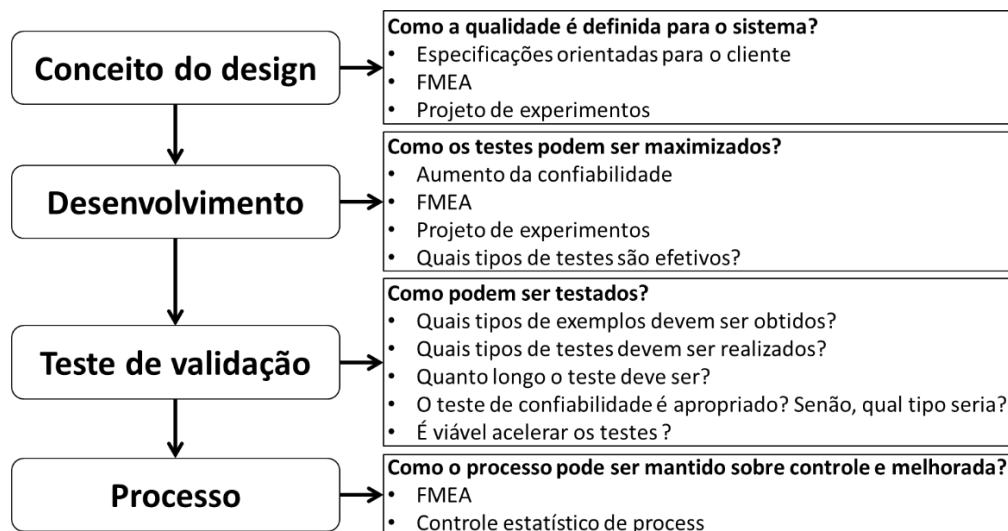 Conceito do design
Como a qualidade é definida para o sistema?
• Especificações orientadas para o cliente
• FMEA
• Projeto de experimentos
Desenvolvimento
Como os testes podem ser maximizados?
• Aumento da confiabilidade
• FMEA
• Projeto de experimentos
• Quais tipos de testes são efetivos?
Teste de validação
Como podem ser testados?
• Quais tipos de exemplos devem ser obtidos?
• Quais tipos de testes devem ser realizados?
• Quanto longo o teste deve ser?
• O teste de confiabilidade é apropriado? Senão, qual tipo seria?
• É viável acelerar os testes ?
Processo
Como o processo pode ser mantido sobre controle e melhorada?
• FMEA
• Controle estatístico de process